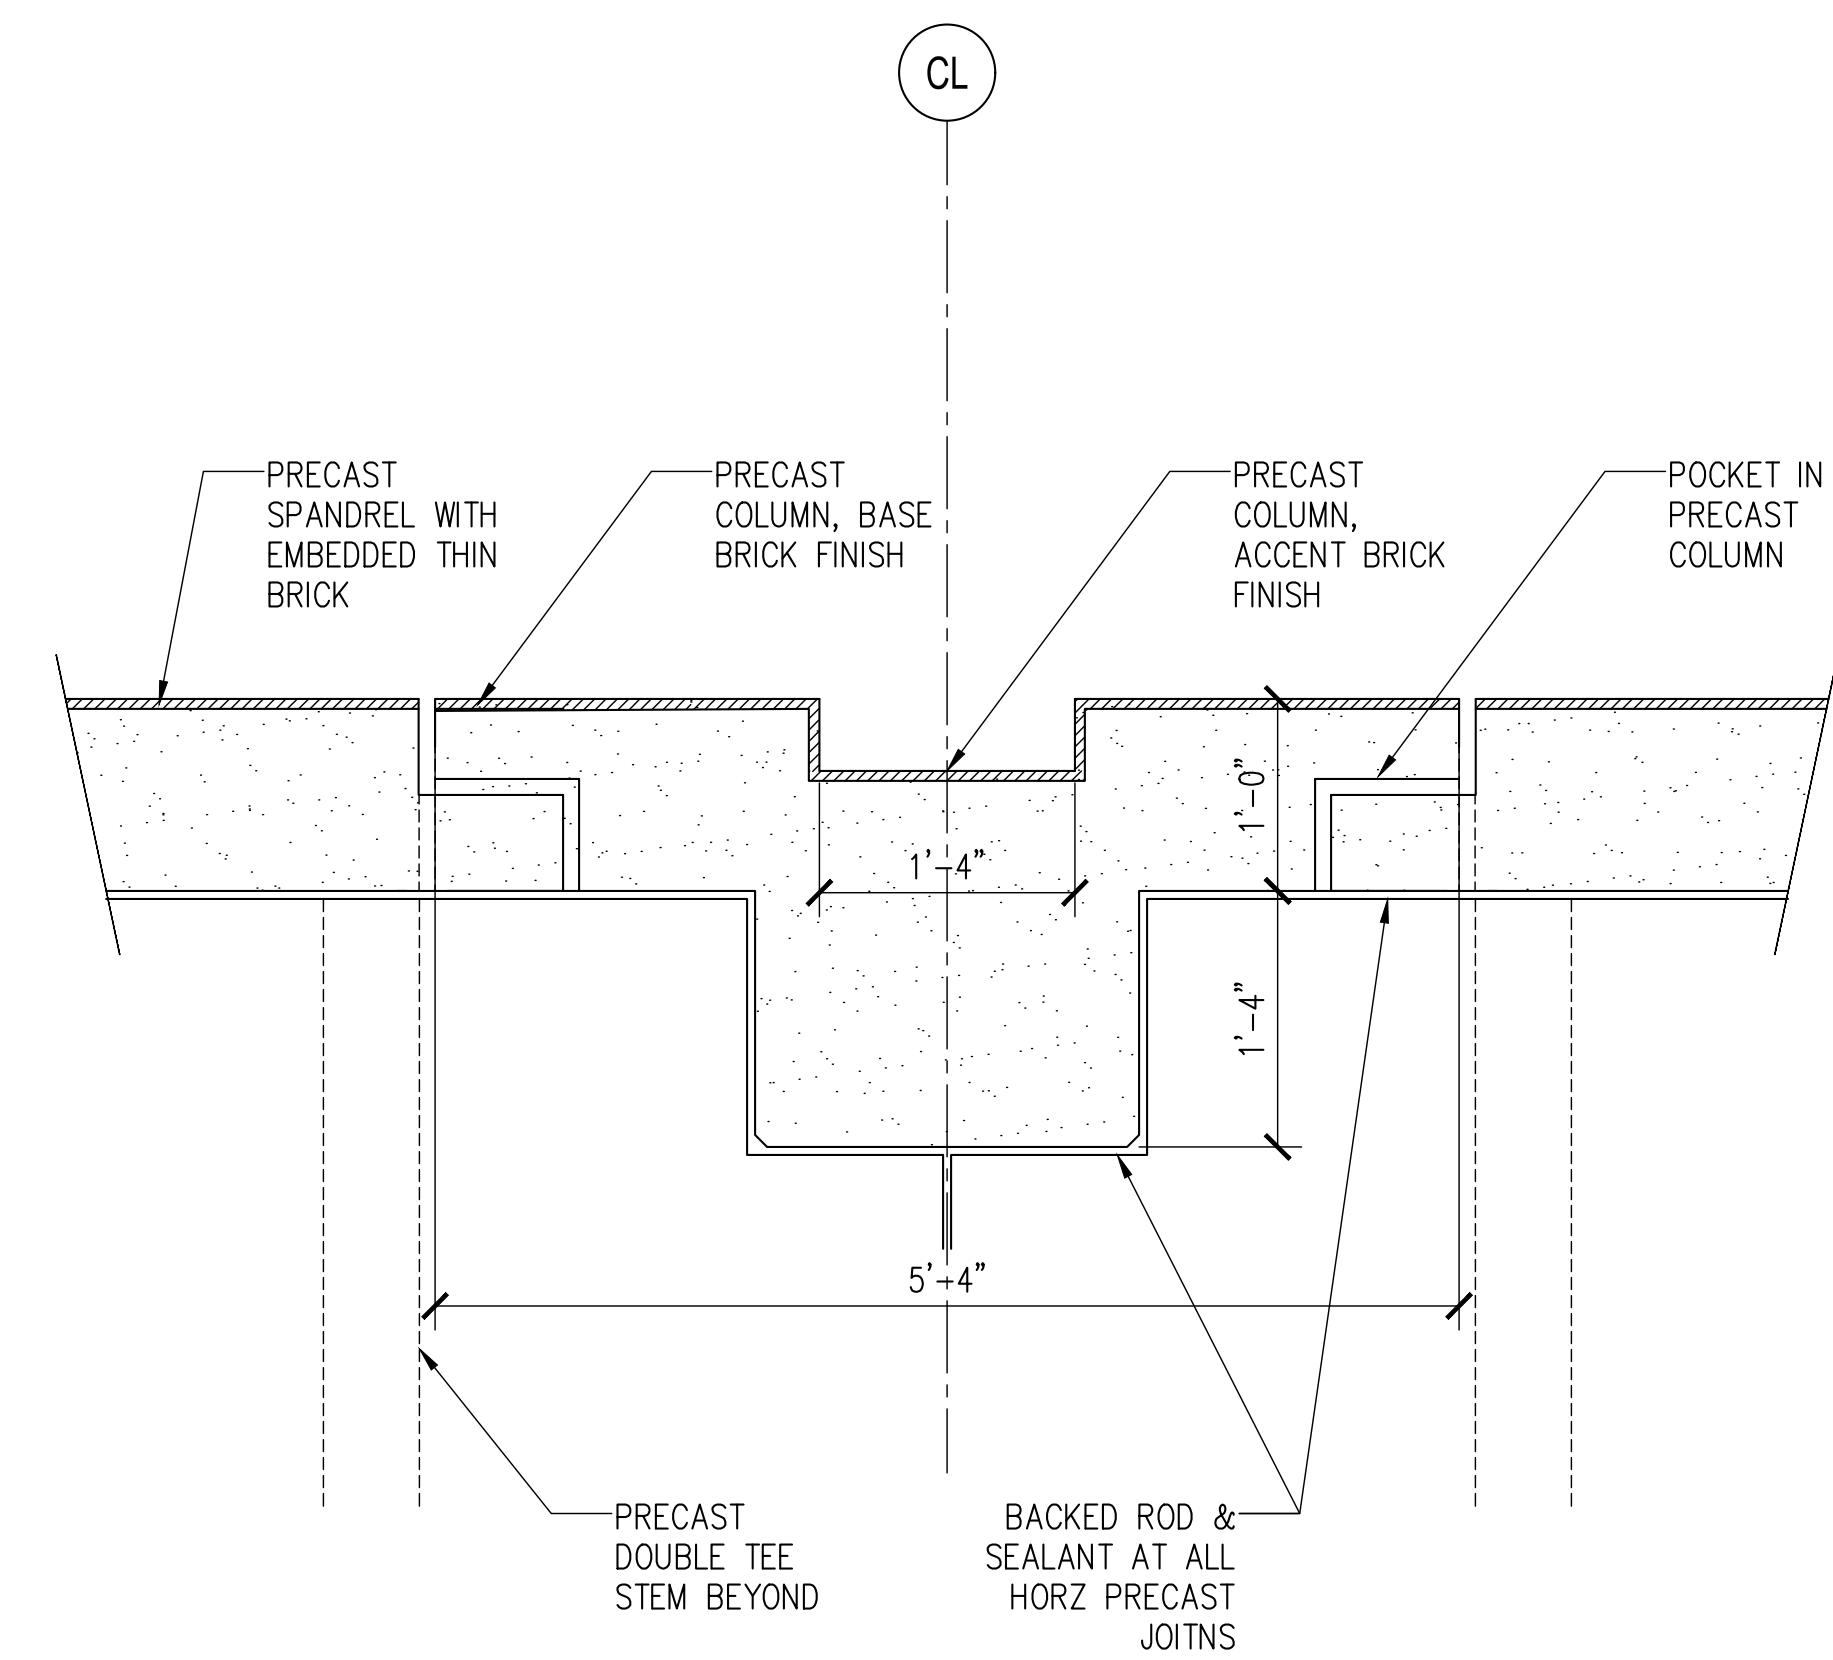 CL
PRECAST
SPANDREL WITH
EMBEDDED THIN
BRICK
PRECAST
COLUMN, BASE
BRICK FINISH
PRECAST
COLUMN,
ACCENT BRICK
FINISH
POCKET IN
PRECAST
COLUMN
1'-0"
1'-4"
1'-4"
5'-4"
PRECAST
DOUBLE TEE
STEM BEYOND
BACKED ROD &
SEALANT AT ALL
HORZ PRECAST
JOITNS